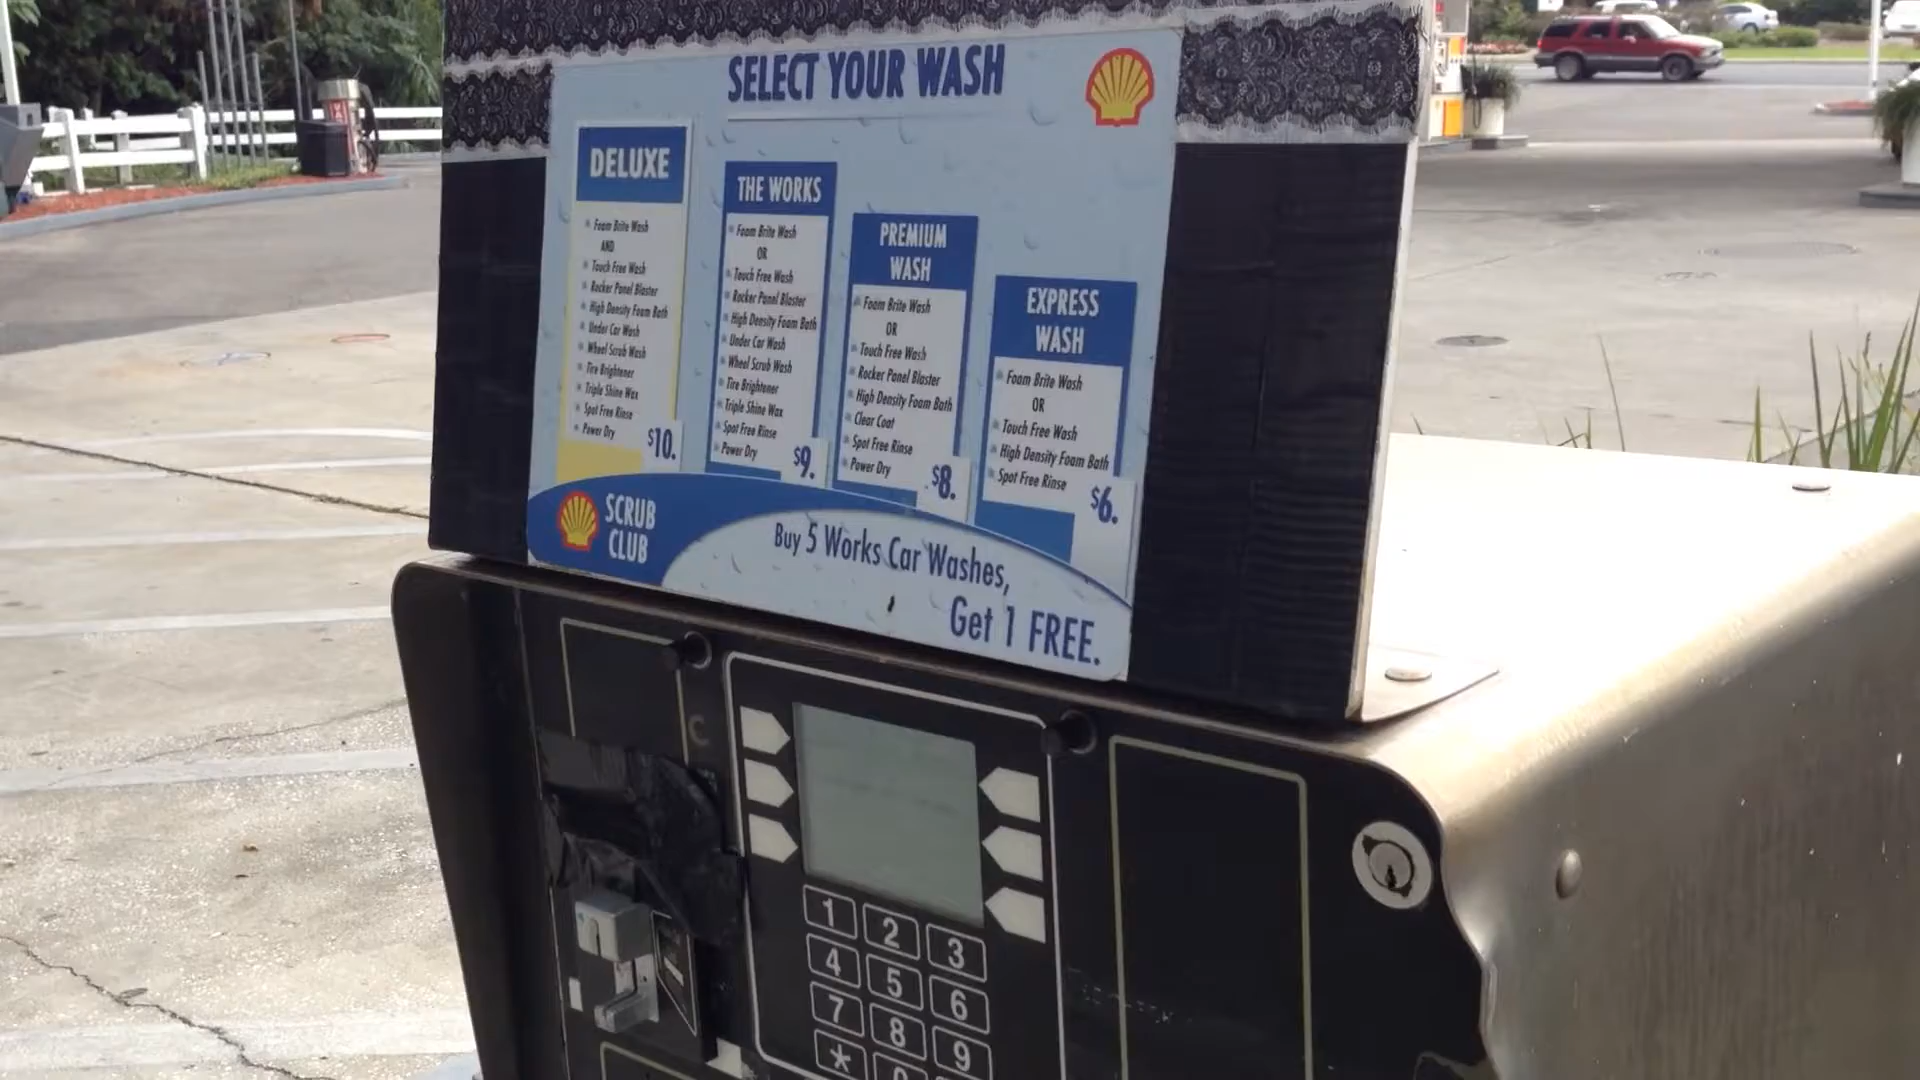 SELECT YOUR WASH
DELUXE
Foam Brite Wash
AND
Touch Free Wash
Rocker Panel Blaster
High Density Foam Bath
Under Car Wash
Wheel Scrub Wash
Tire Brightener
Triple Shine Wax
Spot Free Rinse
Power Dry
$10.
THE WORKS
Foam Brite Wash
OR
Touch Free Wash
Rocker Panel Blaster
High Density Foam Bath
Under Car Wash
Wheel Scrub Wash
Tire Brightener
Triple Shine Wax
Spot Free Rinse
Power Dry
$9.
PREMIUM
WASH
Foam Brite Wash
OR
Touch Free Wash
Rocker Panel Blaster
High Density Foam Bath
Clear Coat
Spot Free Rinse
Power Dry
$8.
EXPRESS
WASH
Foam Brite Wash
OR
Touch Free Wash
High Density Foam Bath
Spot Free Rinse
$6.
SCRUB
CLUB
Buy 5 Works Car Washes,
Get 1 FREE.
C
1 2 3
4 5 6
7 8 9
*